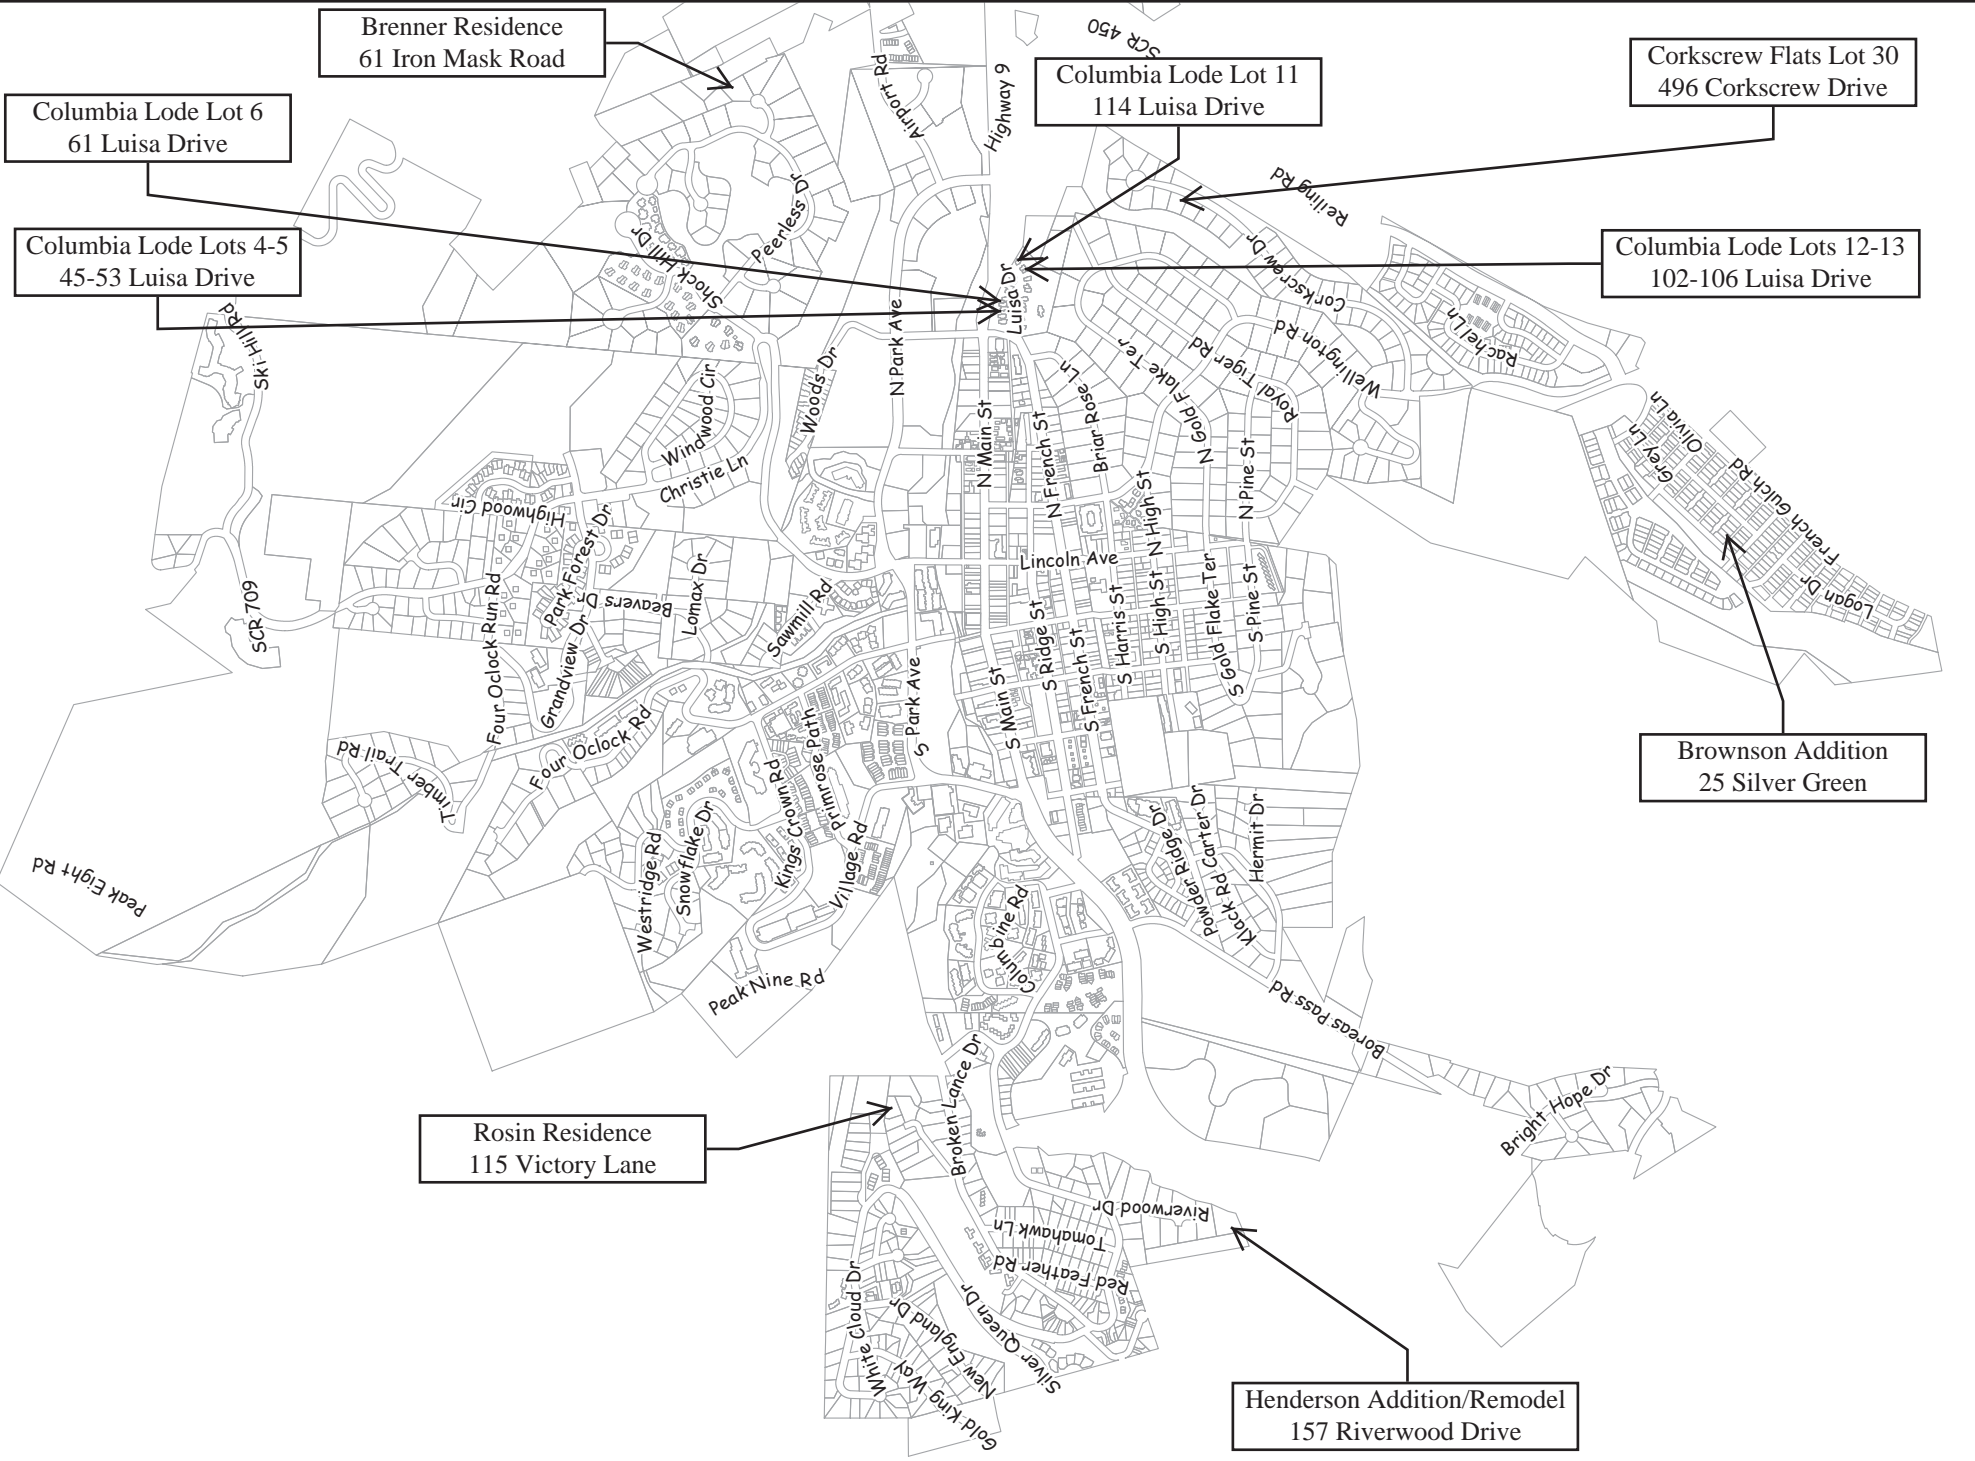 Brenner Residence
61 Iron Mask Road
Columbia Lode Lot 6
61 Luisa Drive
Columbia Lode Lots 4-5
45-53 Luisa Drive
Columbia Lode Lot 11
114 Luisa Drive
Corkscrew Flats Lot 30
496 Corkscrew Drive
Columbia Lode Lots 12-13
102-106 Luisa Drive
Brownson Addition
25 Silver Green
Rosin Residence
115 Victory Lane
Henderson Addition/Remodel
157 Riverwood Drive
SCR 450
Airport Rd
Highway 9
Reiling Rd
Peerless Dr
Shock Hill Dr
Luisa Dr
Corkscrew Dr
Ski Hill Rd
N Park Ave
Woods Dr
Windwood Cir
Christie Ln
Gold Flake Ter
Royal Tiger Rd
Wellington Rd
Royal
Rachel Ln
Briar Rose Ln
N Main St
N French St
N Gold
N Pine St
N High St
Grey Ln
Olivia Ln
French Gulch Rd
Logan Dr
Highwood Cir
Park Forest Dr
Beavers Dr
Lomax Dr
Sawmill Rd
Lincoln Ave
SCR 709
Four Oclock Run Rd
Grandview Dr
S Ridge St
S French St
S Harris St
S High St
S Gold Flake Ter
S Pine St
S Main St
S Park Ave
Four Oclock Rd
Timber Trail Rd
Primrose Path
Kings Crown Rd
Village Rd
Snowflake Dr
Westridge Rd
Peak Eight Rd
Peak Nine Rd
Columbine Rd
Powder Ridge Dr
Klack Rd
Carter Dr
Hermit Dr
Boreas Pass Rd
Bright Hope Dr
Broken Lance Dr
Riverwood Dr
Tomahawk Ln
Red Feather Rd
White Cloud Dr
New England Dr
Silver Queen Dr
Gold King Way